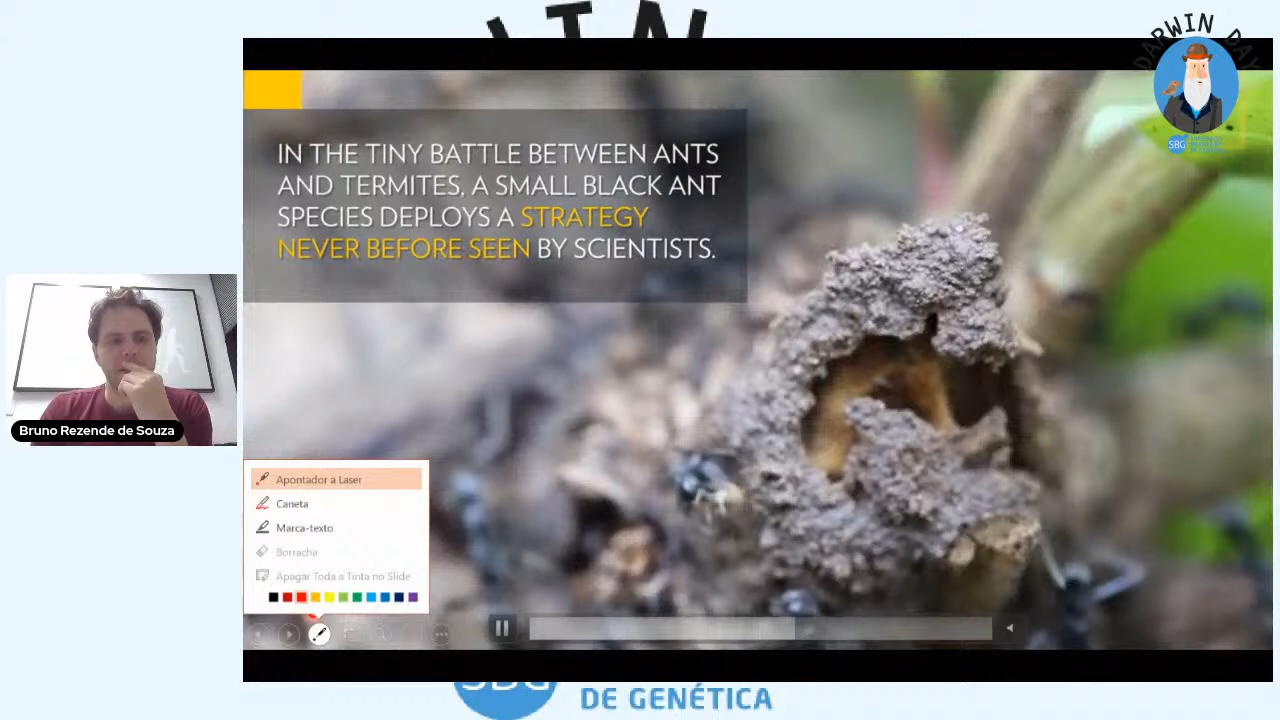 DARWIN DAY
IN THE TINY BATTLE BETWEEN ANTS
AND TERMITES, A SMALL BLACK ANT
SPECIES DEPLOYS A STRATEGY
NEVER BEFORE SEEN BY SCIENTISTS.
SBG
Bruno Rezende de Souza
Apontador a Laser
Caneta
Marca-texto
Borracha
Apagar Toda a Tinta no Slide
SBG
DE GENÉTICA